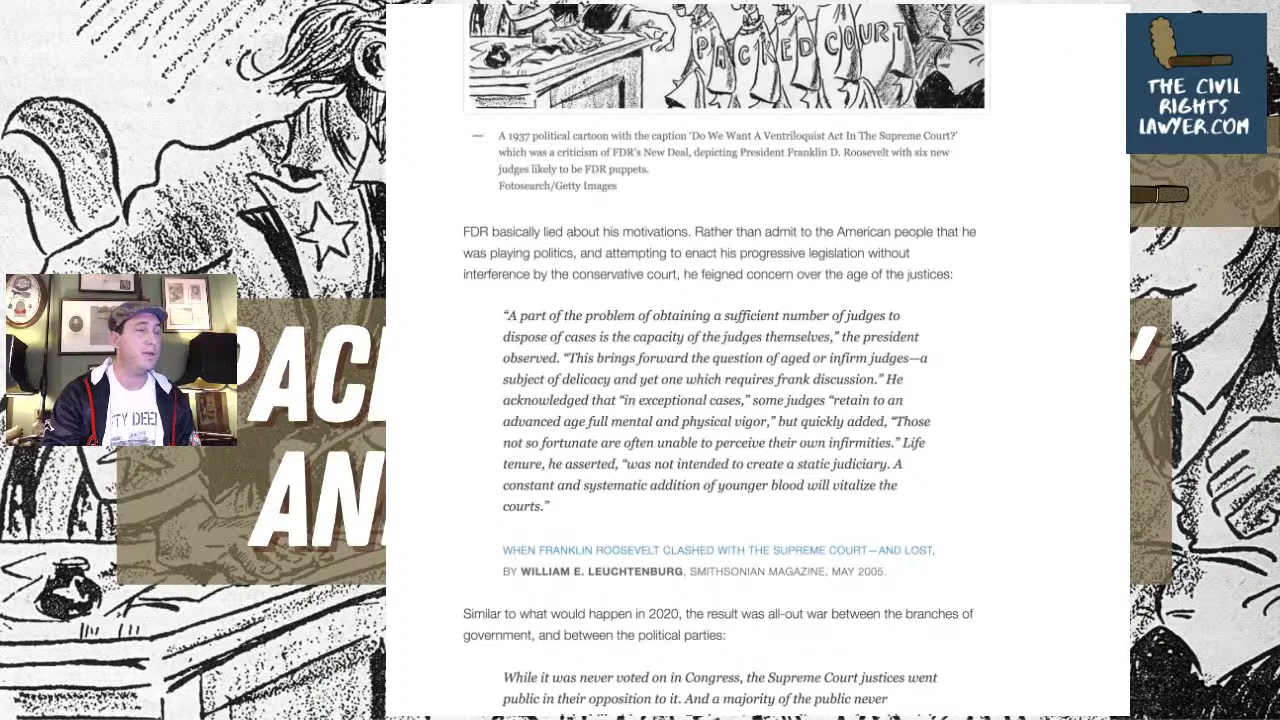 PACKED COURT
THE CIVIL
RIGHTS
LAWYER.COM
— A 1937 political cartoon with the caption 'Do We Want A Ventriloquist Act In The Supreme Court?'
which was a criticism of FDR's New Deal, depicting President Franklin D. Roosevelt with six new
judges likely to be FDR puppets.
Fotosearch/Getty Images
FDR basically lied about his motivations. Rather than admit to the American people that he
was playing politics, and attempting to enact his progressive legislation without
interference by the conservative court, he feigned concern over the age of the justices:
“A part of the problem of obtaining a sufficient number of judges to
dispose of cases is the capacity of the judges themselves,” the president
observed. “This brings forward the question of aged or infirm judges—a
subject of delicacy and yet one which requires frank discussion.” He
acknowledged that “in exceptional cases,” some judges “retain to an
advanced age full mental and physical vigor,” but quickly added, “Those
not so fortunate are often unable to perceive their own infirmities.” Life
tenure, he asserted, “was not intended to create a static judiciary. A
constant and systematic addition of younger blood will vitalize the
courts.”
WHEN FRANKLIN ROOSEVELT CLASHED WITH THE SUPREME COURT—AND LOST,
BY WILLIAM E. LEUCHTENBURG, SMITHSONIAN MAGAZINE, MAY 2005.
Similar to what would happen in 2020, the result was all-out war between the branches of
government, and between the political parties:
While it was never voted on in Congress, the Supreme Court justices went
public in their opposition to it. And a majority of the public never
PAC
AN
TY DEE